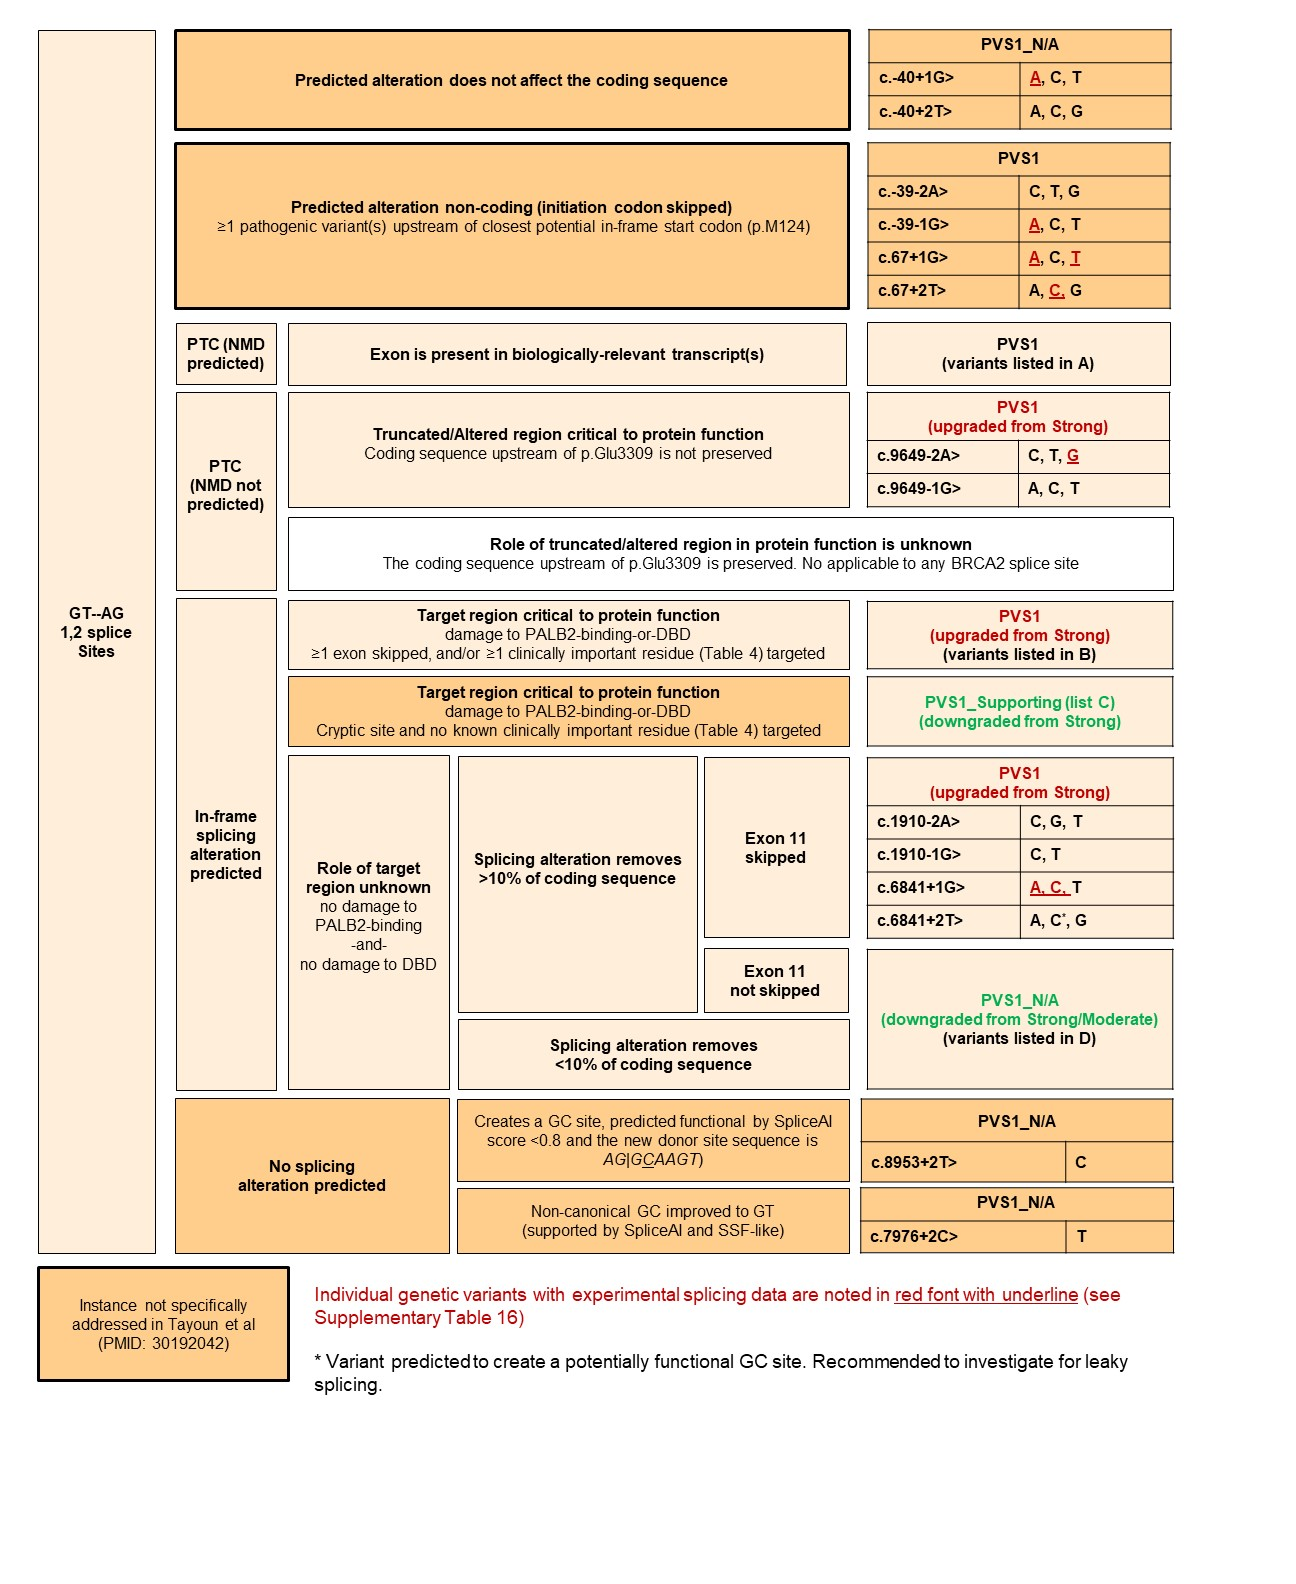 GT--AG
1,2 splice
Sites
Predicted alteration does not affect the coding sequence
PVS1_N/A
c.-40+1G> A, C, T
c.-40+2T> A, C, G
Predicted alteration non-coding (initiation codon skipped)
≥1 pathogenic variant(s) upstream of closest potential in-frame start codon (p.M124)
PVS1
c.-39-2A> C, T, G
c.-39-1G> A, C, T
c.67+1G> A, C, T
c.67+2T> A, C, G
PTC (NMD
predicted)
Exon is present in biologically-relevant transcript(s)
PVS1
(variants listed in A)
PTC
(NMD not
predicted)
Truncated/Altered region critical to protein function
Coding sequence upstream of p.Glu3309 is not preserved
PVS1
(upgraded from Strong)
c.9649-2A> C, T, G
c.9649-1G> A, C, T
Role of truncated/altered region in protein function is unknown
The coding sequence upstream of p.Glu3309 is preserved. No applicable to any BRCA2 splice site
In-frame
splicing
alteration
predicted
Target region critical to protein function
damage to PALB2-binding-or-DBD
≥1 exon skipped, and/or ≥1 clinically important residue (Table 4) targeted
PVS1
(upgraded from Strong)
(variants listed in B)
Target region critical to protein function
damage to PALB2-binding-or-DBD
Cryptic site and no known clinically important residue (Table 4) targeted
PVS1_Supporting (list C)
(downgraded from Strong)
Role of target
region unknown
no damage to
PALB2-binding
-and-
no damage to DBD
Splicing alteration removes
>10% of coding sequence
Exon 11
skipped
PVS1
(upgraded from Strong)
c.1910-2A> C, G, T
c.1910-1G> C, T
c.6841+1G> A, C, T
c.6841+2T> A, C*, G
Exon 11
not skipped
Splicing alteration removes
<10% of coding sequence
PVS1_N/A
(downgraded from Strong/Moderate)
(variants listed in D)
No splicing
alteration predicted
Creates a GC site, predicted functional by SpliceAI
score <0.8 and the new donor site sequence is
AG|GCAAGT)
PVS1_N/A
c.8953+2T> C
Non-canonical GC improved to GT
(supported by SpliceAI and SSF-like)
PVS1_N/A
c.7976+2C> T
Instance not specifically
addressed in Tayoun et al
(PMID: 30192042)
Individual genetic variants with experimental splicing data are noted in red font with underline (see
Supplementary Table 16)
* Variant predicted to create a potentially functional GC site. Recommended to investigate for leaky
splicing.